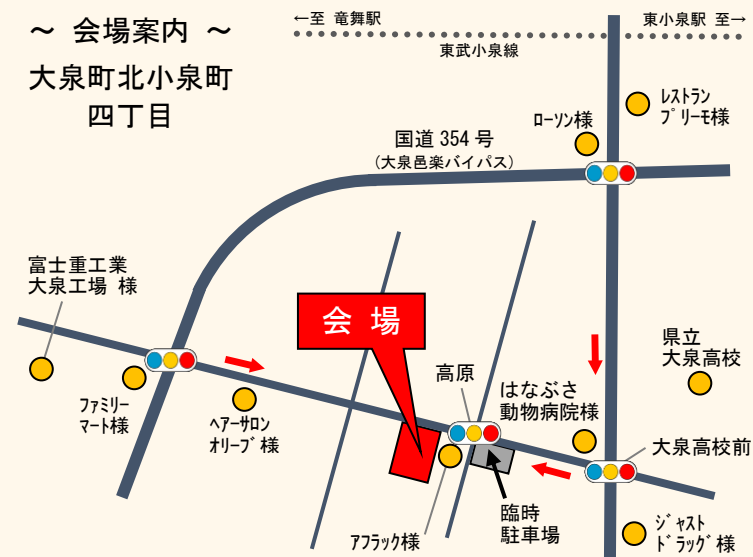 ～ 会場案内 ～
大泉町北小泉町
四丁目
←至 竜舞駅
東小泉駅 至→
東武小泉線
ﾚｽﾄﾗﾝ
ﾌﾟﾘｰﾓ様
ﾛｰｿﾝ様
国道 354 号
(大泉邑楽バイパス)
富士重工業
大泉工場 様
会 場
県立
大泉高校
高原
はなぶさ
動物病院様
ﾌｧﾐﾘｰ
ﾏｰﾄ様
ﾍｱｰｻﾛﾝ
ｵﾘｰﾌﾞ様
大泉高校前
臨時
駐車場
ｱﾌﾗｯｸ様
ｼﾞｬｽﾄ
ﾄﾞﾗｯｸﾞ様